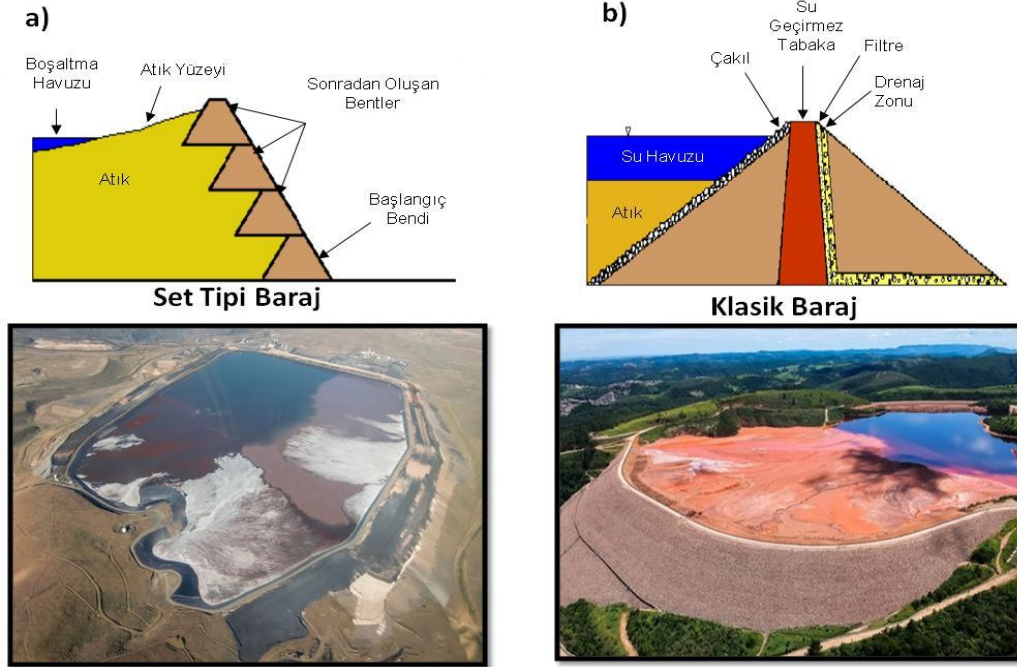 a)
Boşaltma
Havuzu
Atık Yüzeyi
Sonradan Oluşan
Bentler
Atık
Başlangıç
Bendi
Set Tipi Baraj
b)
Su
Geçirmez
Tabaka
Çakıl
Filtre
Drenaj
Zonu
Su Havuzu
Atık
Klasik Baraj